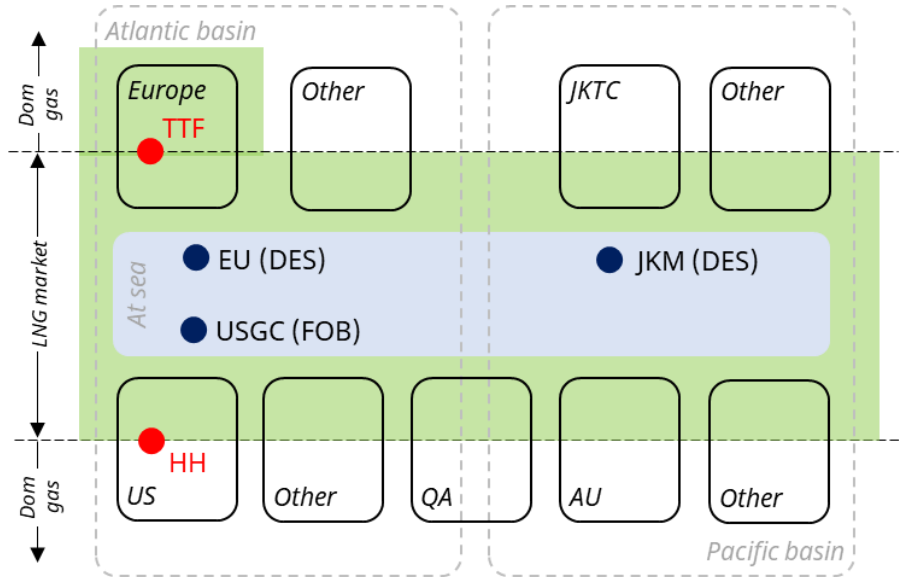 Atlantic basin
Dom
gas
Europe
Other
JKTC
Other
TTF
LNG market
At sea
EU (DES)
JKM (DES)
USGC (FOB)
HH
Dom
gas
US
Other
QA
AU
Other
Pacific basin